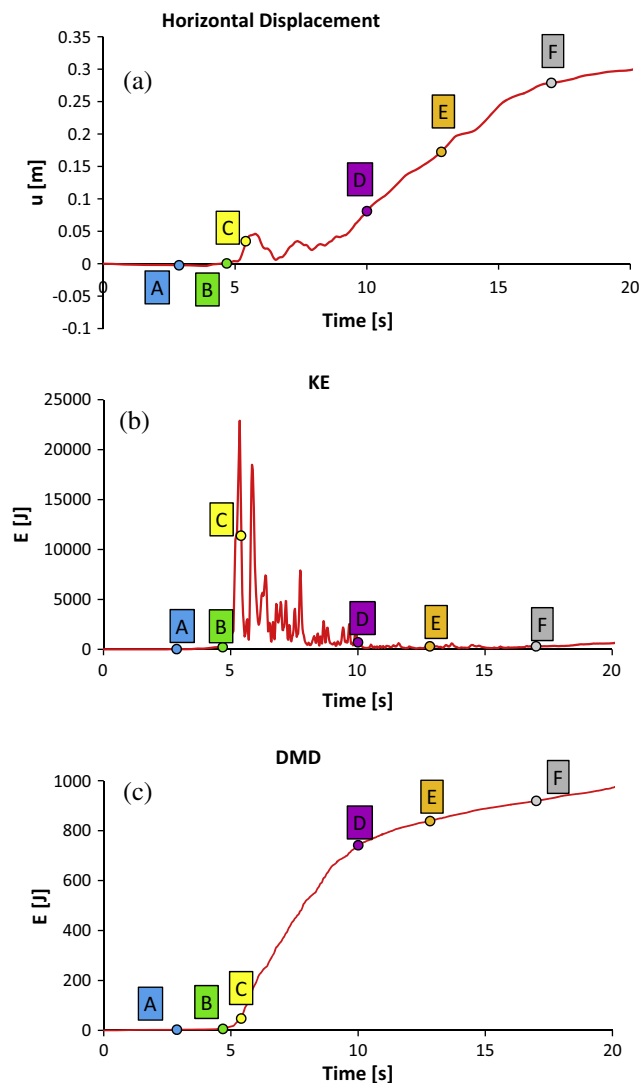 Horizontal Displacement
(a)
0.35
0.3
0.25
0.2
0.15
0.1
0.05
0
-0.05
-0.1
u [m]
A
B
C
D
E
F
5
10
15
20
Time [s]
KE
(b)
25000
20000
15000
10000
5000
0
E [J]
A
B
C
D
E
F
0
5
10
15
20
Time [s]
DMD
(c)
1000
800
600
400
200
0
E [J]
A
B
C
D
E
F
0
5
10
15
20
Time [s]